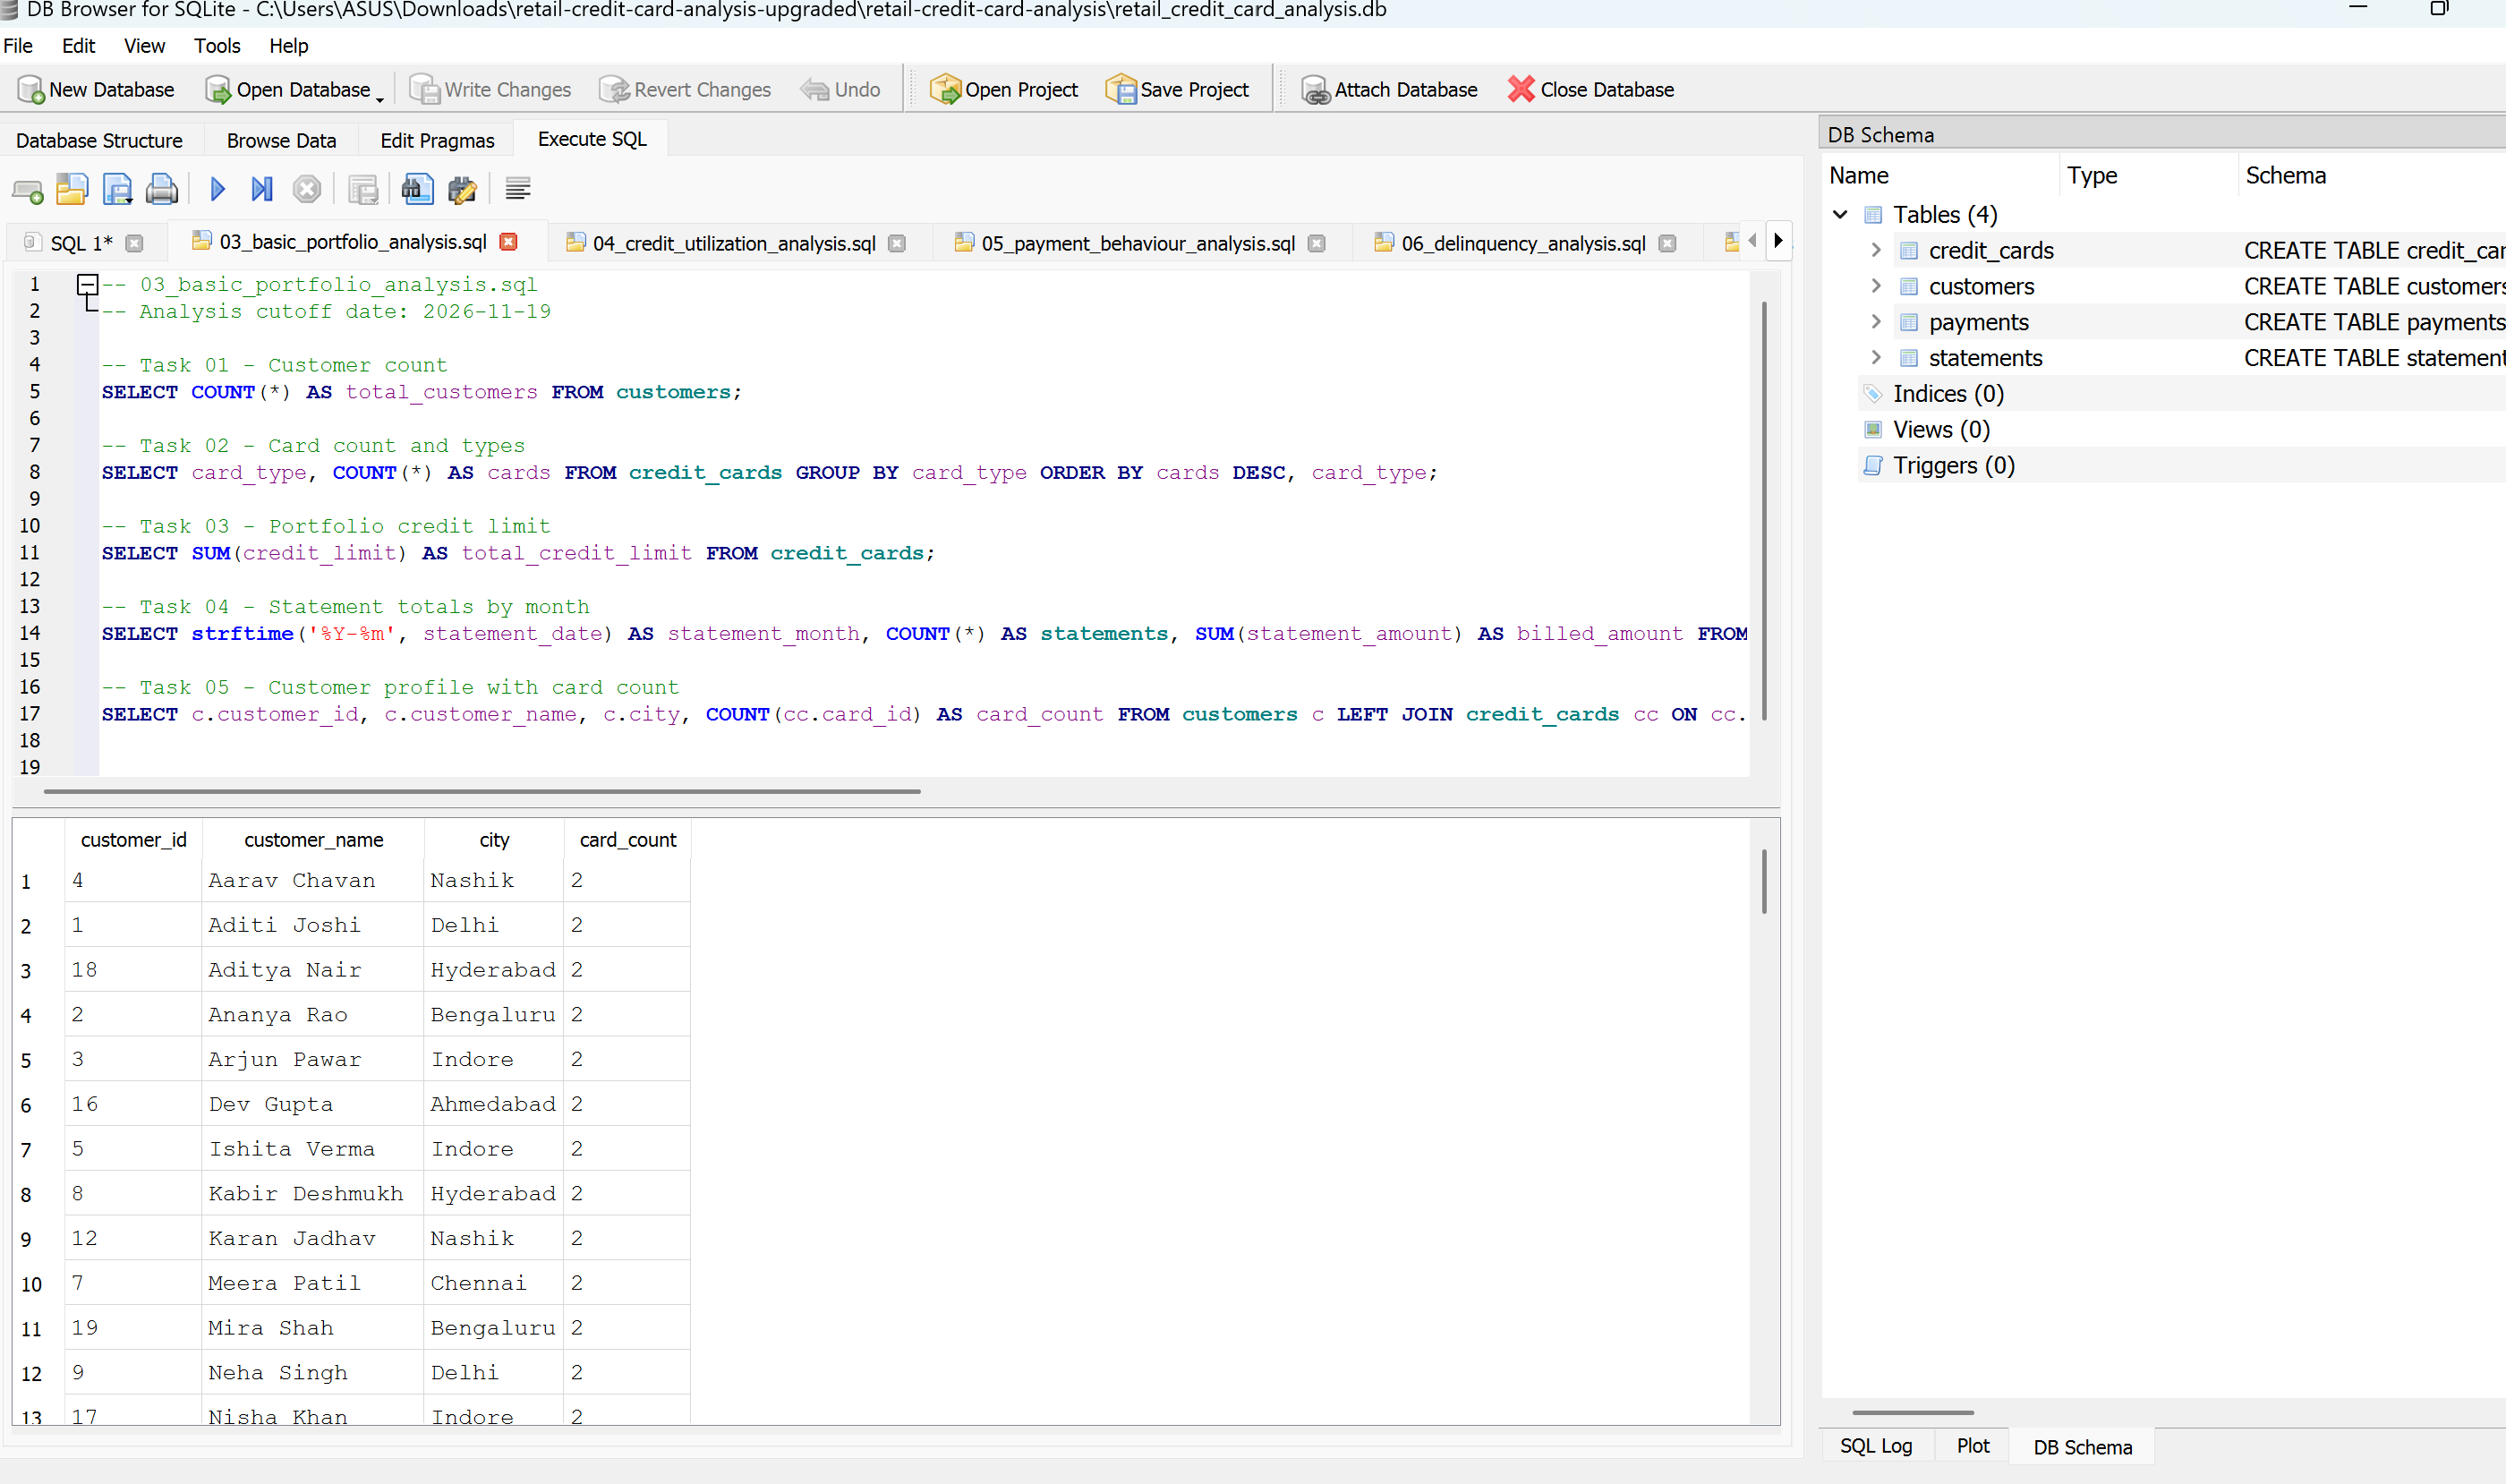 DB Browser for SQLite - C:\Users\ASUS\Downloads\retail-credit-card-analysis-upgraded\retail-credit-card-analysis\retail_credit_card_analysis.db
File Edit View Tools Help
New Database Open Database Write Changes Revert Changes Undo Open Project Save Project Attach Database Close Database
Database Structure Browse Data Edit Pragmas Execute SQL
SQL 1* 03_basic_portfolio_analysis.sql 04_credit_utilization_analysis.sql 05_payment_behaviour_analysis.sql 06_delinquency_analysis.sql
1 -- 03_basic_portfolio_analysis.sql
2 -- Analysis cutoff date: 2026-11-19
3
4 -- Task 01 - Customer count
5 SELECT COUNT(*) AS total_customers FROM customers;
6
7 -- Task 02 - Card count and types
8 SELECT card_type, COUNT(*) AS cards FROM credit_cards GROUP BY card_type ORDER BY cards DESC, card_type;
9
10 -- Task 03 - Portfolio credit limit
11 SELECT SUM(credit_limit) AS total_credit_limit FROM credit_cards;
12
13 -- Task 04 - Statement totals by month
14 SELECT strftime('%Y-%m', statement_date) AS statement_month, COUNT(*) AS statements, SUM(statement_amount) AS billed_amount FROM
15
16 -- Task 05 - Customer profile with card count
17 SELECT c.customer_id, c.customer_name, c.city, COUNT(cc.card_id) AS card_count FROM customers c LEFT JOIN credit_cards cc ON cc.
18
19
customer_id customer_name city card_count
1 4 Aarav Chavan Nashik 2
2 1 Aditi Joshi Delhi 2
3 18 Aditya Nair Hyderabad 2
4 2 Ananya Rao Bengaluru 2
5 3 Arjun Pawar Indore 2
6 16 Dev Gupta Ahmedabad 2
7 5 Ishita Verma Indore 2
8 8 Kabir Deshmukh Hyderabad 2
9 12 Karan Jadhav Nashik 2
10 7 Meera Patil Chennai 2
11 19 Mira Shah Bengaluru 2
12 9 Neha Singh Delhi 2
13 17 Nisha Khan Indore 2
DB Schema
Name Type Schema
Tables (4)
credit_cards CREATE TABLE credit_car
customers CREATE TABLE customers
payments CREATE TABLE payments
statements CREATE TABLE statement
Indices (0)
Views (0)
Triggers (0)
SQL Log Plot DB Schema